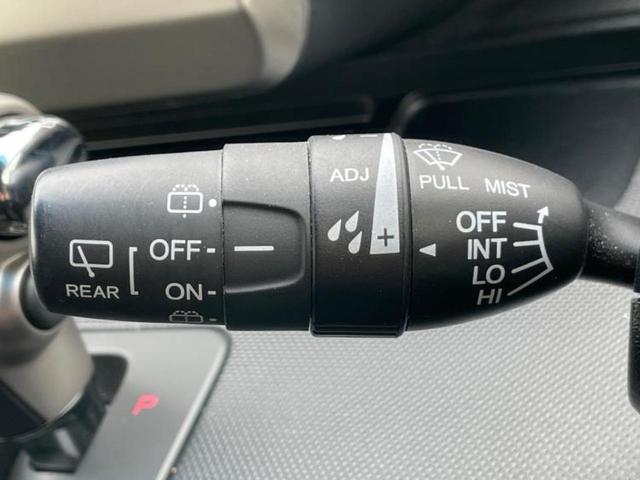 ADJ
PULL MIST
OFF
INT
LO
HI
OFF
REAR
ON
+
P